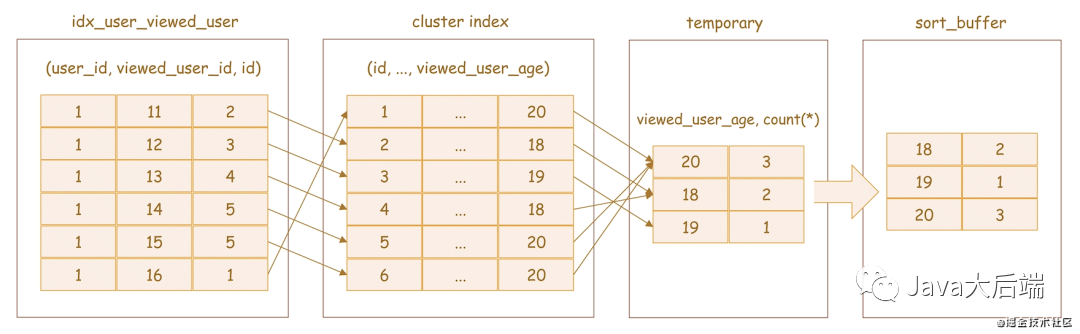 idx_user_viewed_user
(user_id, viewed_user_id, id)
1 11 2
1 12 3
1 13 4
1 14 5
1 15 5
1 16 1
cluster index
(id, ..., viewed_user_age)
1 ... 20
2 ... 18
3 ... 19
4 ... 18
5 ... 20
6 ... 20
temporary
viewed_user_age, count(*)
20 3
18 2
19 1
sort_buffer
18 2
19 1
20 3
Java大后端
@掘金技术社区